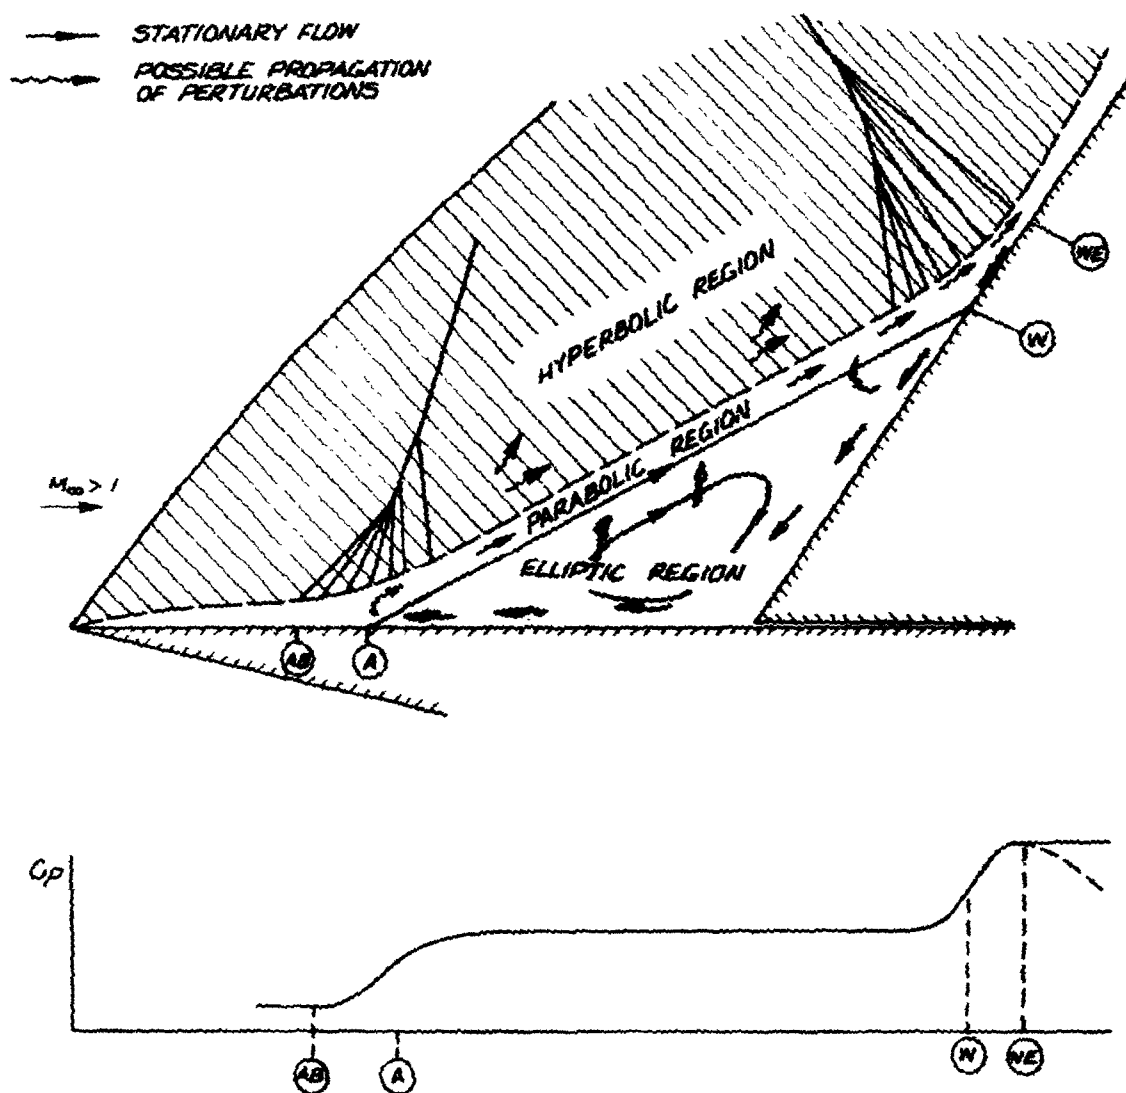 STATIONARY FLOW
POSSIBLE PROPAGATION
OF PERTURBATIONS
HYPERBOLIC REGION
WE
W
M∞ > 1
PARABOLIC REGION
ELLIPTIC REGION
AB
A
Cp
AB
A
W
WE